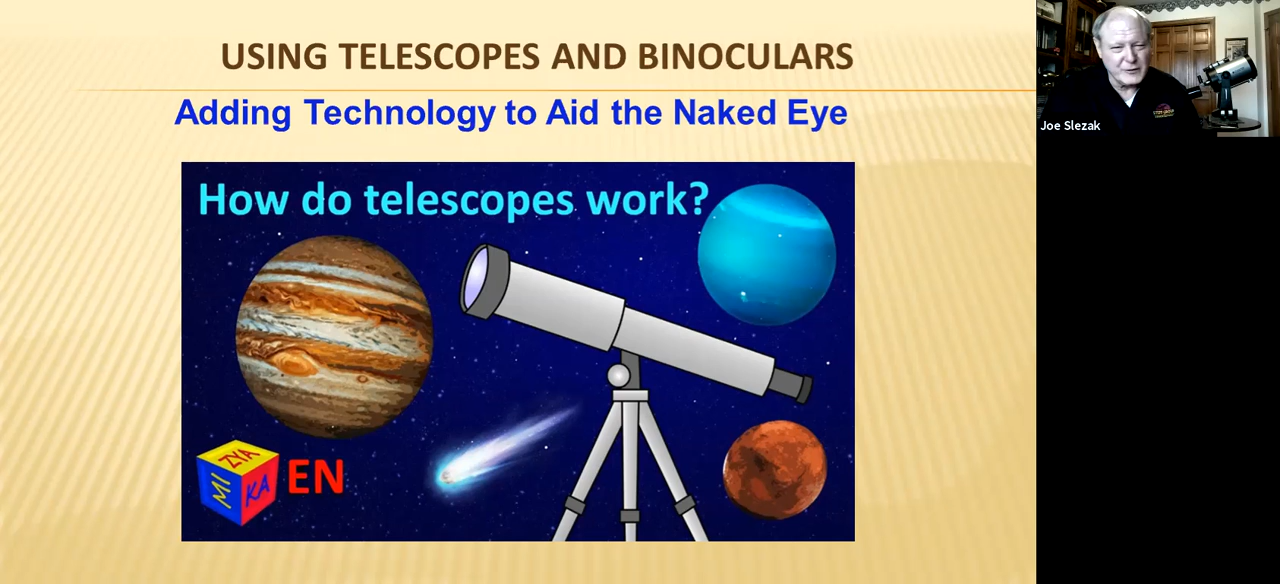 USING TELESCOPES AND BINOCULARS
Adding Technology to Aid the Naked Eye
How do telescopes work?
ZYA
MI
KA
EN
Joe Slezak